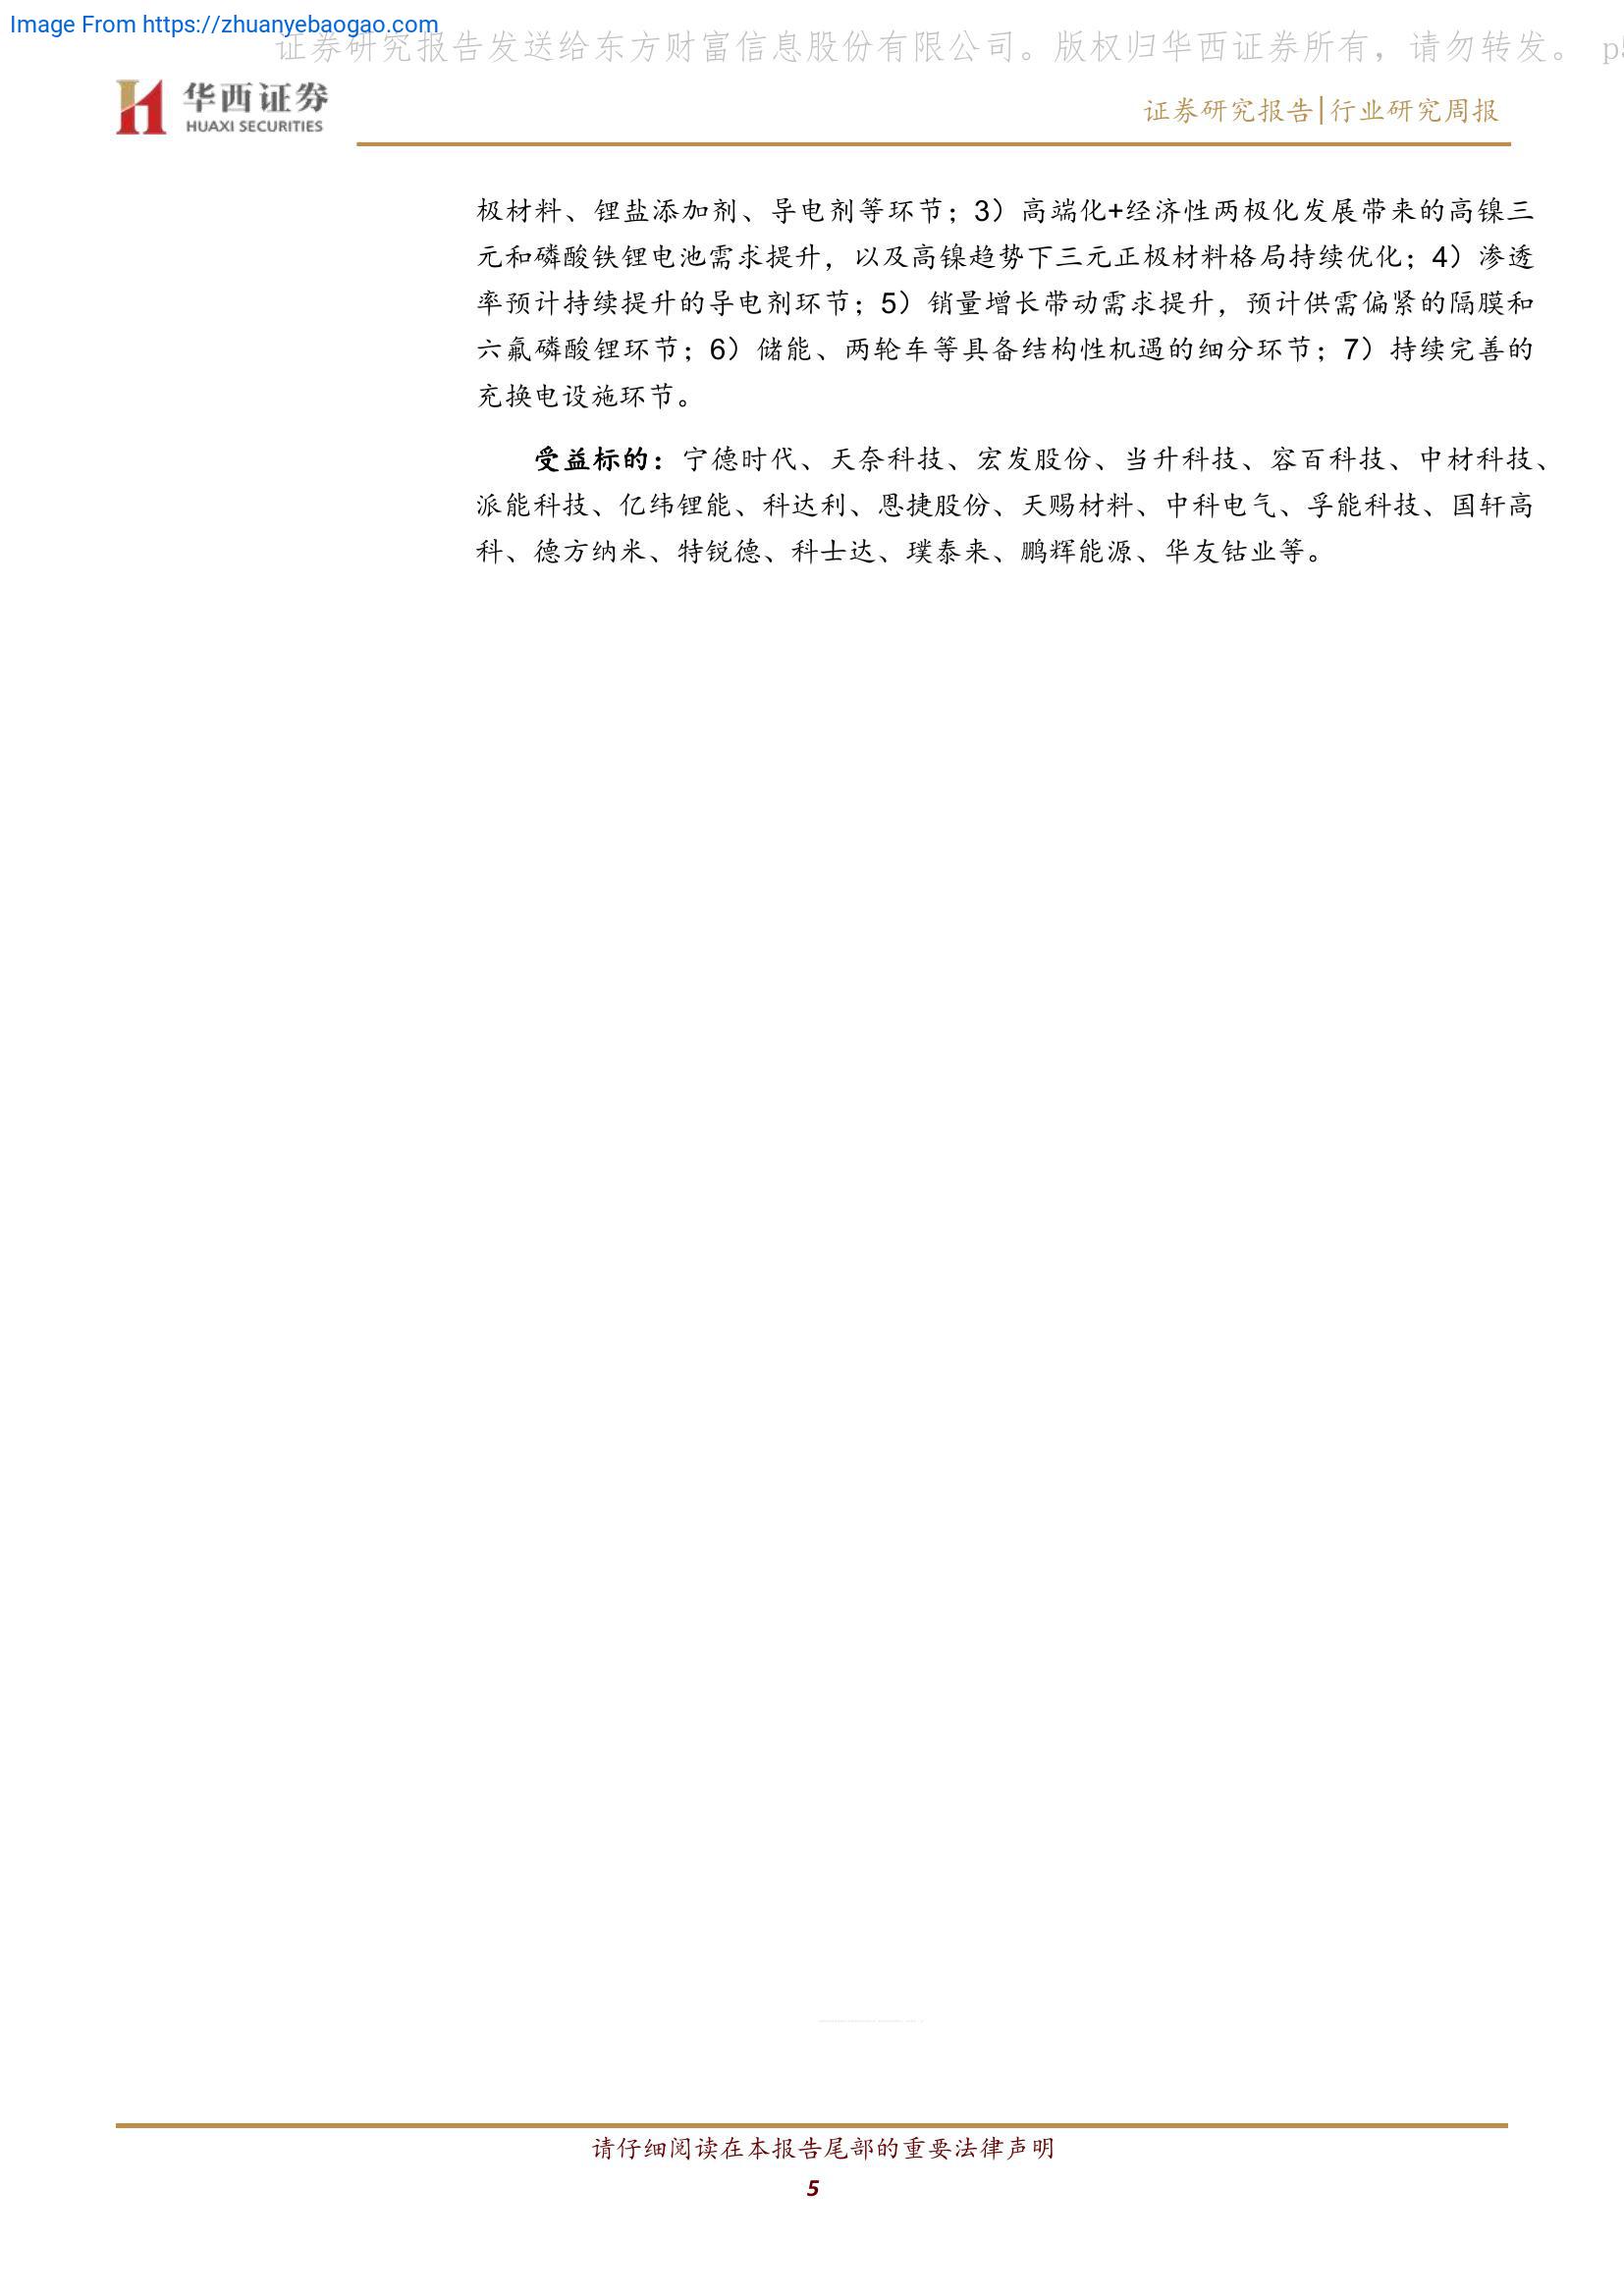 Image From https://zhuanyebaogao.com
证券研究报告发送给东方财富信息股份有限公司。版权归华西证券所有，请勿转发。 p5
华西证券
HUAXI SECURITIES
证券研究报告|行业研究周报
极材料、锂盐添加剂、导电剂等环节；3）高端化+经济性两极化发展带来的高镍三
元和磷酸铁锂电池需求提升，以及高镍趋势下三元正极材料格局持续优化；4）渗透
率预计持续提升的导电剂环节；5）销量增长带动需求提升，预计供需偏紧的隔膜和
六氟磷酸锂环节；6）储能、两轮车等具备结构性机遇的细分环节；7）持续完善的
充换电设施环节。
受益标的：宁德时代、天奈科技、宏发股份、当升科技、容百科技、中材科技、
派能科技、亿纬锂能、科达利、恩捷股份、天赐材料、中科电气、孚能科技、国轩高
科、德方纳米、特锐德、科士达、璞泰来、鹏辉能源、华友钴业等。
请仔细阅读在本报告尾部的重要法律声明
5